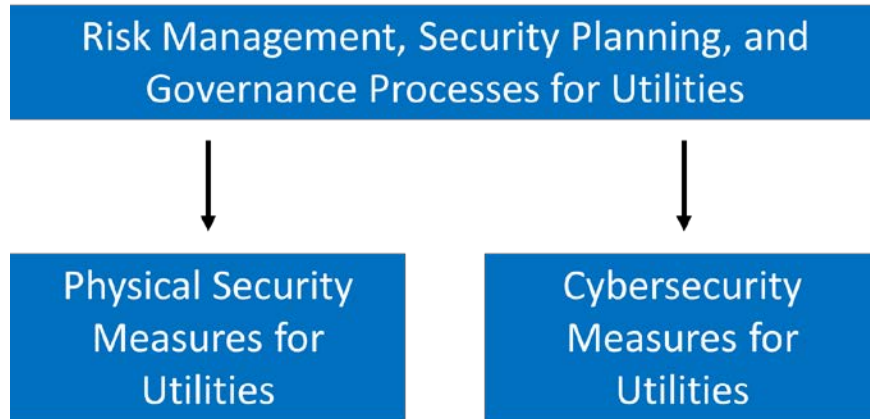 Risk Management, Security Planning, and
Governance Processes for Utilities
Physical Security
Measures for
Utilities
Cybersecurity
Measures for
Utilities